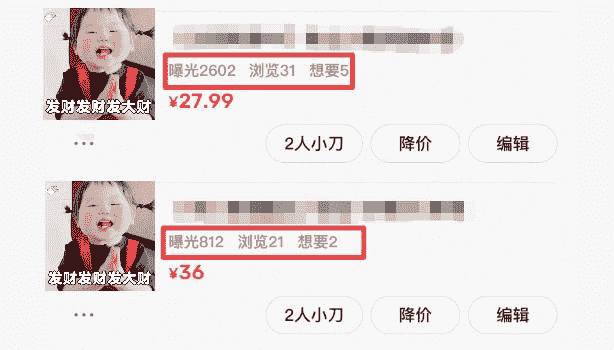 曝光2602 浏览31 想要5
¥27.99
发财发财发大财
...
2人小刀 降价 编辑
曝光812 浏览21 想要2
¥36
发财发财发大财
...
2人小刀 降价 编辑